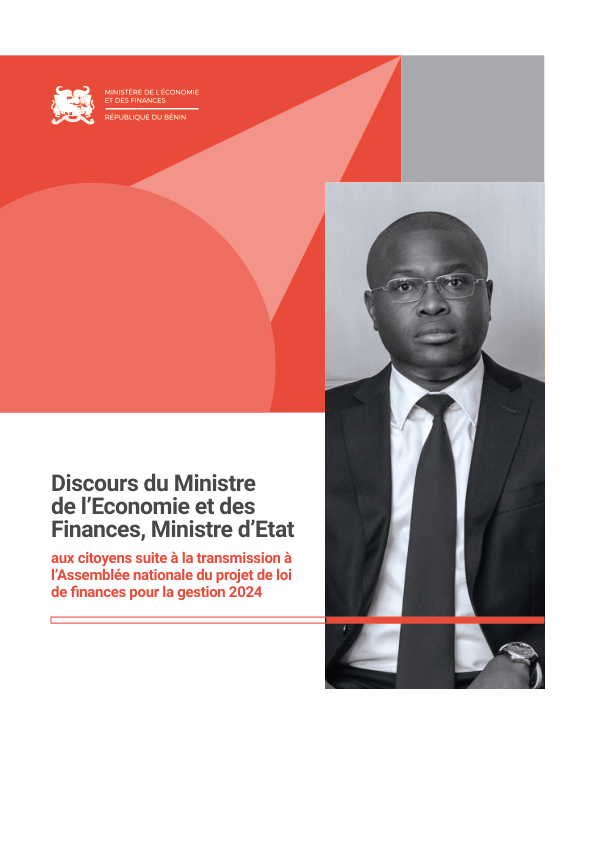 MINISTÈRE DE L'ÉCONOMIE
ET DES FINANCES
RÉPUBLIQUE DU BÉNIN
Discours du Ministre
de l'Economie et des
Finances, Ministre d'Etat
aux citoyens suite à la transmission à
l'Assemblée nationale du projet de loi
de finances pour la gestion 2024